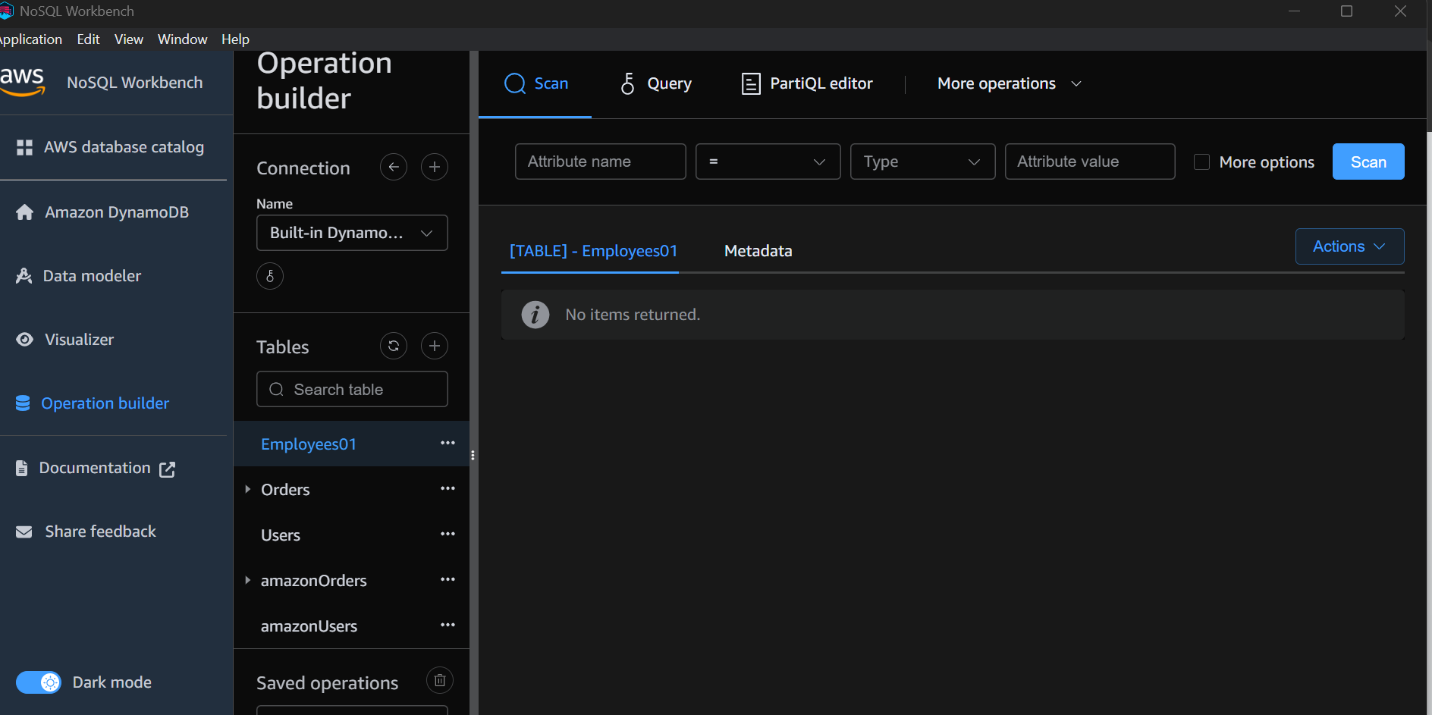 NoSQL Workbench
Application Edit View Window Help
aws NoSQL Workbench
AWS database catalog
Amazon DynamoDB
Data modeler
Visualizer
Operation builder
Documentation
Share feedback
Dark mode
Operation
builder
Connection
Name
Built-in Dynamo...
Tables
Search table
Employees01
Orders
Users
amazonOrders
amazonUsers
Saved operations
Scan Query PartiQL editor More operations
Attribute name = Type Attribute value More options Scan
[TABLE] - Employees01 Metadata Actions
No items returned.